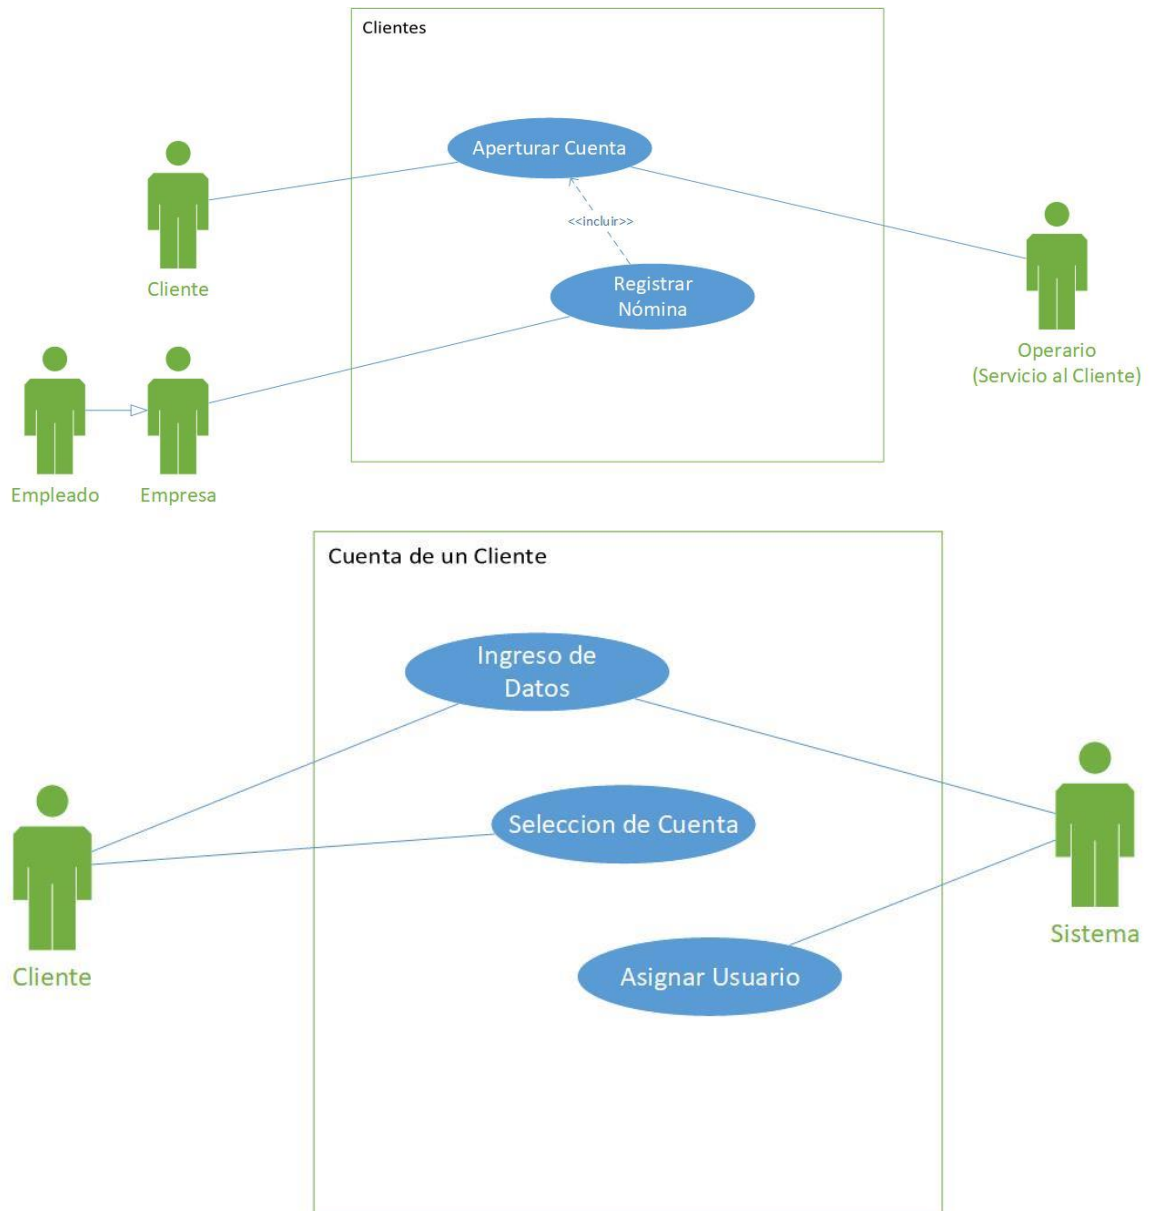 Clientes
Aperturar Cuenta
<<incluir>>
Cliente
Registrar
Nómina
Operario
(Servicio al Cliente)
Empleado
Empresa
Cuenta de un Cliente
Ingreso de
Datos
Seleccion de Cuenta
Sistema
Cliente
Asignar Usuario